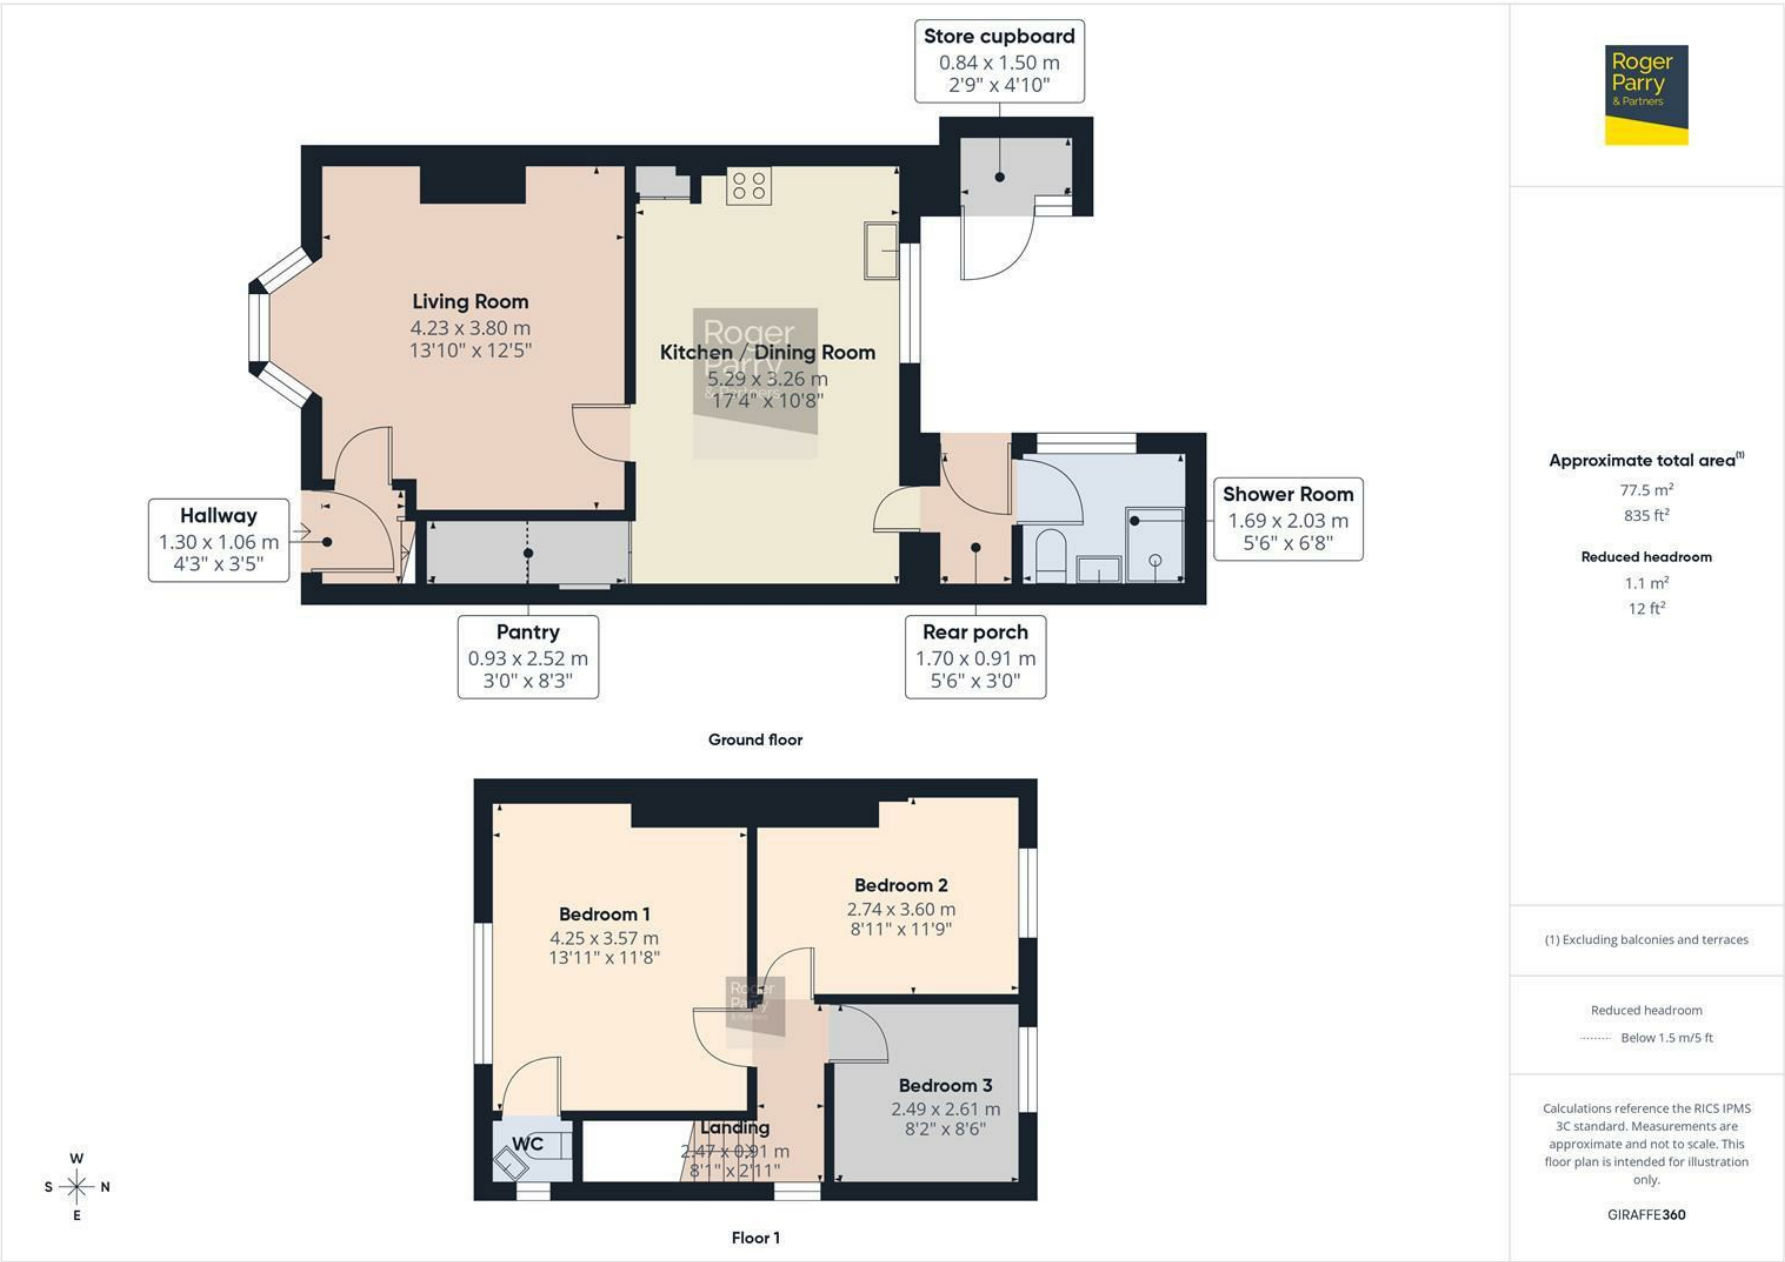 Store cupboard
0.84 x 1.50 m
2'9" x 4'10"
Living Room
4.23 x 3.80 m
13'10" x 12'5"
Roger
Parry
& Partners
Kitchen / Dining Room
5.29 x 3.26 m
17'4" x 10'8"
Hallway
1.30 x 1.06 m
4'3" x 3'5"
Shower Room
1.69 x 2.03 m
5'6" x 6'8"
Pantry
0.93 x 2.52 m
3'0" x 8'3"
Rear porch
1.70 x 0.91 m
5'6" x 3'0"
Ground floor
Bedroom 1
4.25 x 3.57 m
13'11" x 11'8"
Bedroom 2
2.74 x 3.60 m
8'11" x 11'9"
Roger
Parry
& Partners
Bedroom 3
2.49 x 2.61 m
8'2" x 8'6"
Landing
2.47 x 0.91 m
8'1" x 2'11"
WC
W
S N
E
Floor 1
Roger
Parry
& Partners
Approximate total area(1)
77.5 m²
835 ft²
Reduced headroom
1.1 m²
12 ft²
(1) Excluding balconies and terraces
Reduced headroom
Below 1.5 m/5 ft
Calculations reference the RICS IPMS
3C standard. Measurements are
approximate and not to scale. This
floor plan is intended for illustration
only.
GIRAFFE360